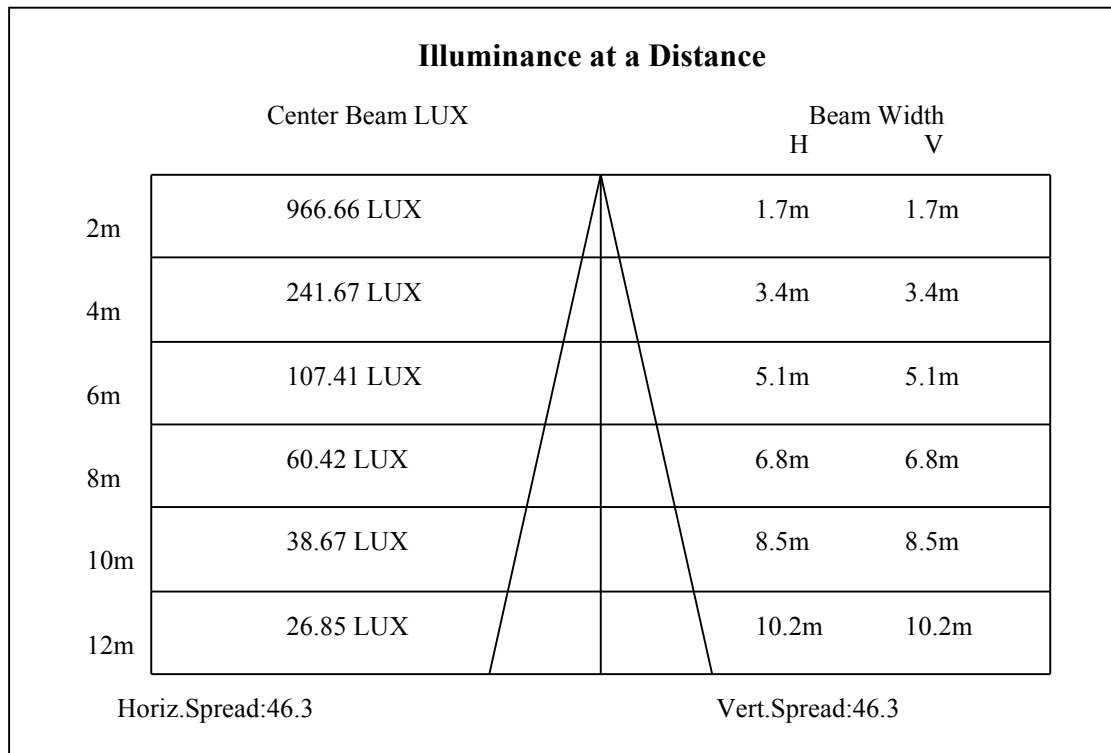 Illuminance at a Distance
Center Beam LUX Beam Width
H V
966.66 LUX 1.7m 1.7m
2m
241.67 LUX 3.4m 3.4m
4m
107.41 LUX 5.1m 5.1m
6m
60.42 LUX 6.8m 6.8m
8m
38.67 LUX 8.5m 8.5m
10m
26.85 LUX 10.2m 10.2m
12m
Horiz.Spread:46.3 Vert.Spread:46.3